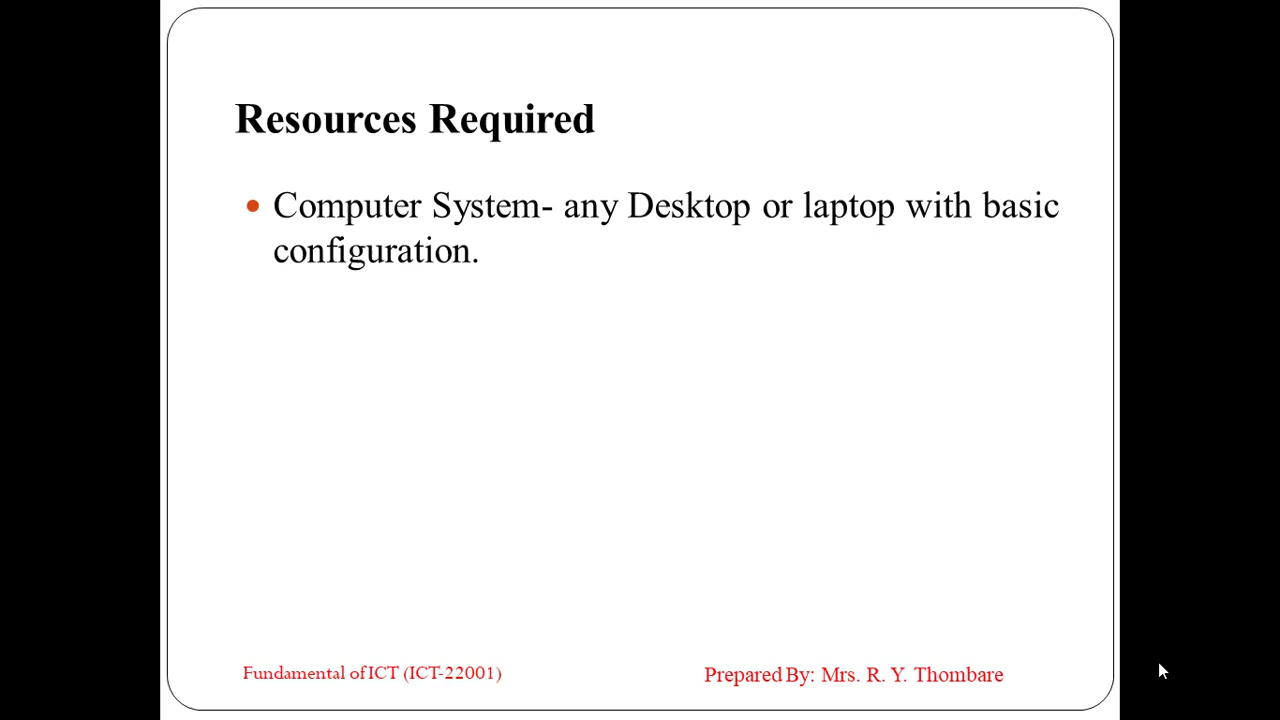 Resources Required
Computer System- any Desktop or laptop with basic
configuration.
Fundamental of ICT (ICT-22001)
Prepared By: Mrs. R. Y. Thombare